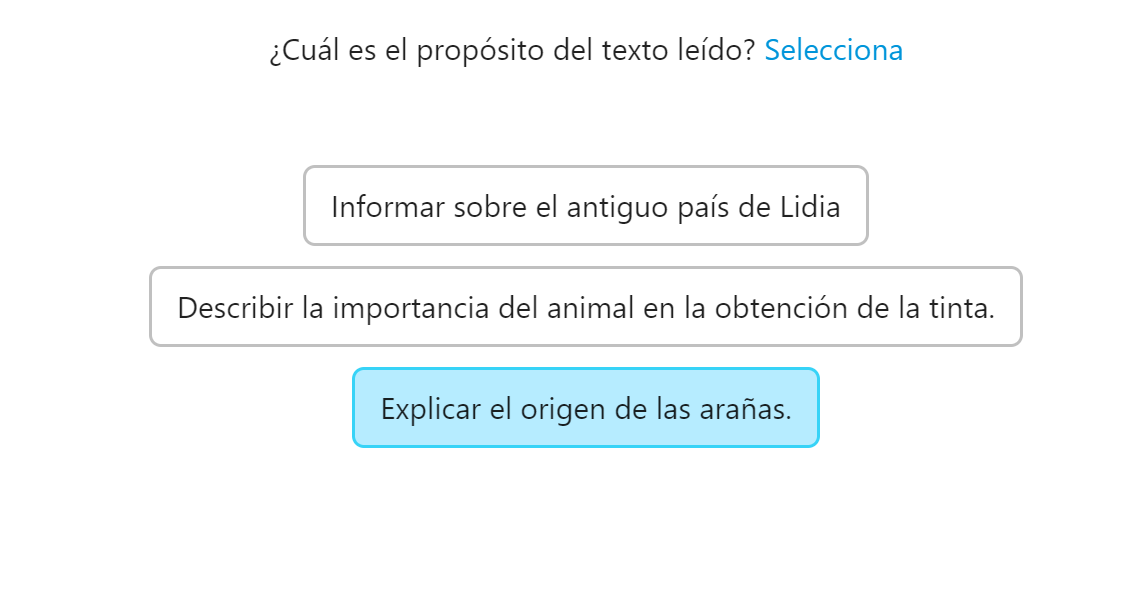 ¿Cuál es el propósito del texto leído? Selecciona
Informar sobre el antiguo país de Lidia
Describir la importancia del animal en la obtención de la tinta.
Explicar el origen de las arañas.